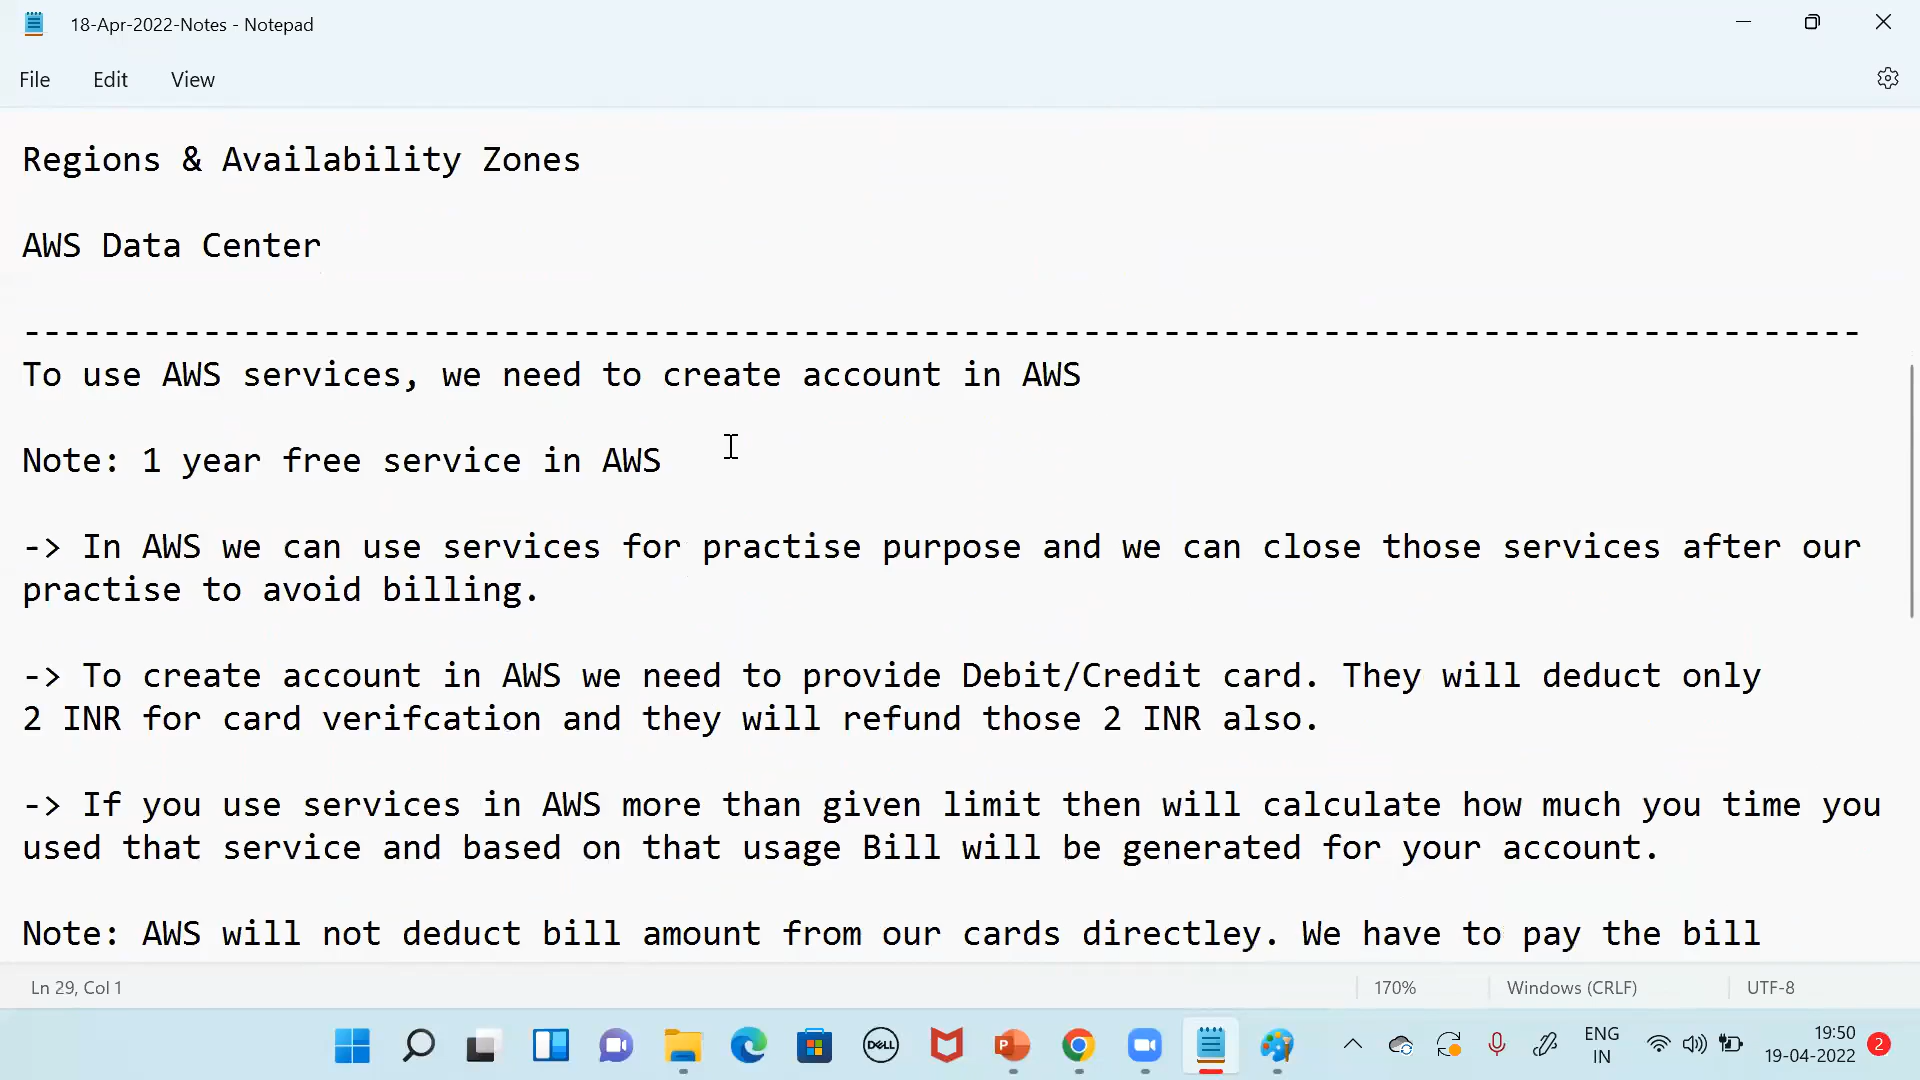 18-Apr-2022-Notes - Notepad
File Edit View
Regions & Availability Zones
AWS Data Center
--------------------------------------------------------------------------------------------
To use AWS services, we need to create account in AWS
Note: 1 year free service in AWS
-> In AWS we can use services for practise purpose and we can close those services after our
practise to avoid billing.
-> To create account in AWS we need to provide Debit/Credit card. They will deduct only
2 INR for card verifcation and they will refund those 2 INR also.
-> If you use services in AWS more than given limit then will calculate how much you time you
used that service and based on that usage Bill will be generated for your account.
Note: AWS will not deduct bill amount from our cards directley. We have to pay the bill
Ln 29, Col 1 170% Windows (CRLF) UTF-8
DELL
P
ENG
IN
19:50
19-04-2022
2